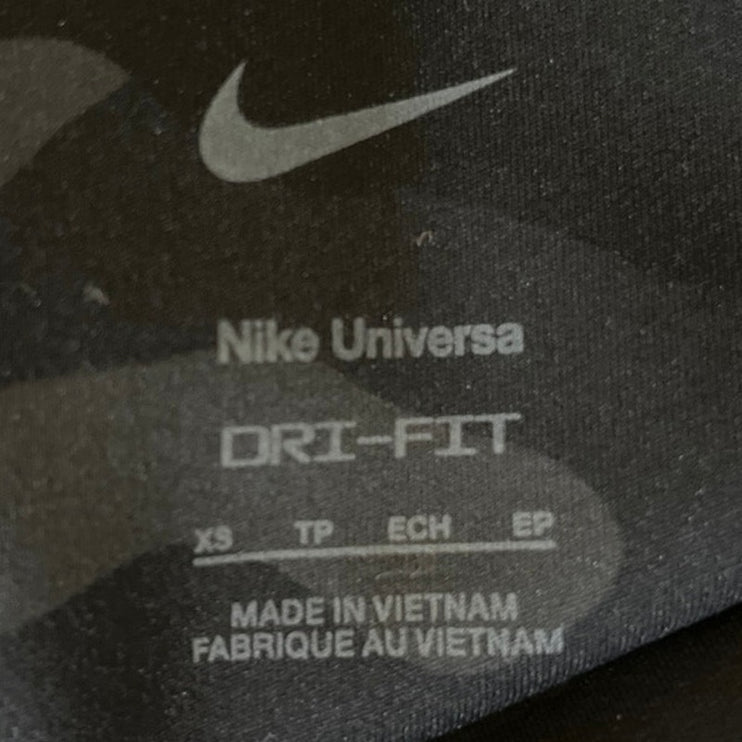 Nike Universa
DRI-FIT
XS TP ECH EP
MADE IN VIETNAM
FABRIQUE AU VIETNAM